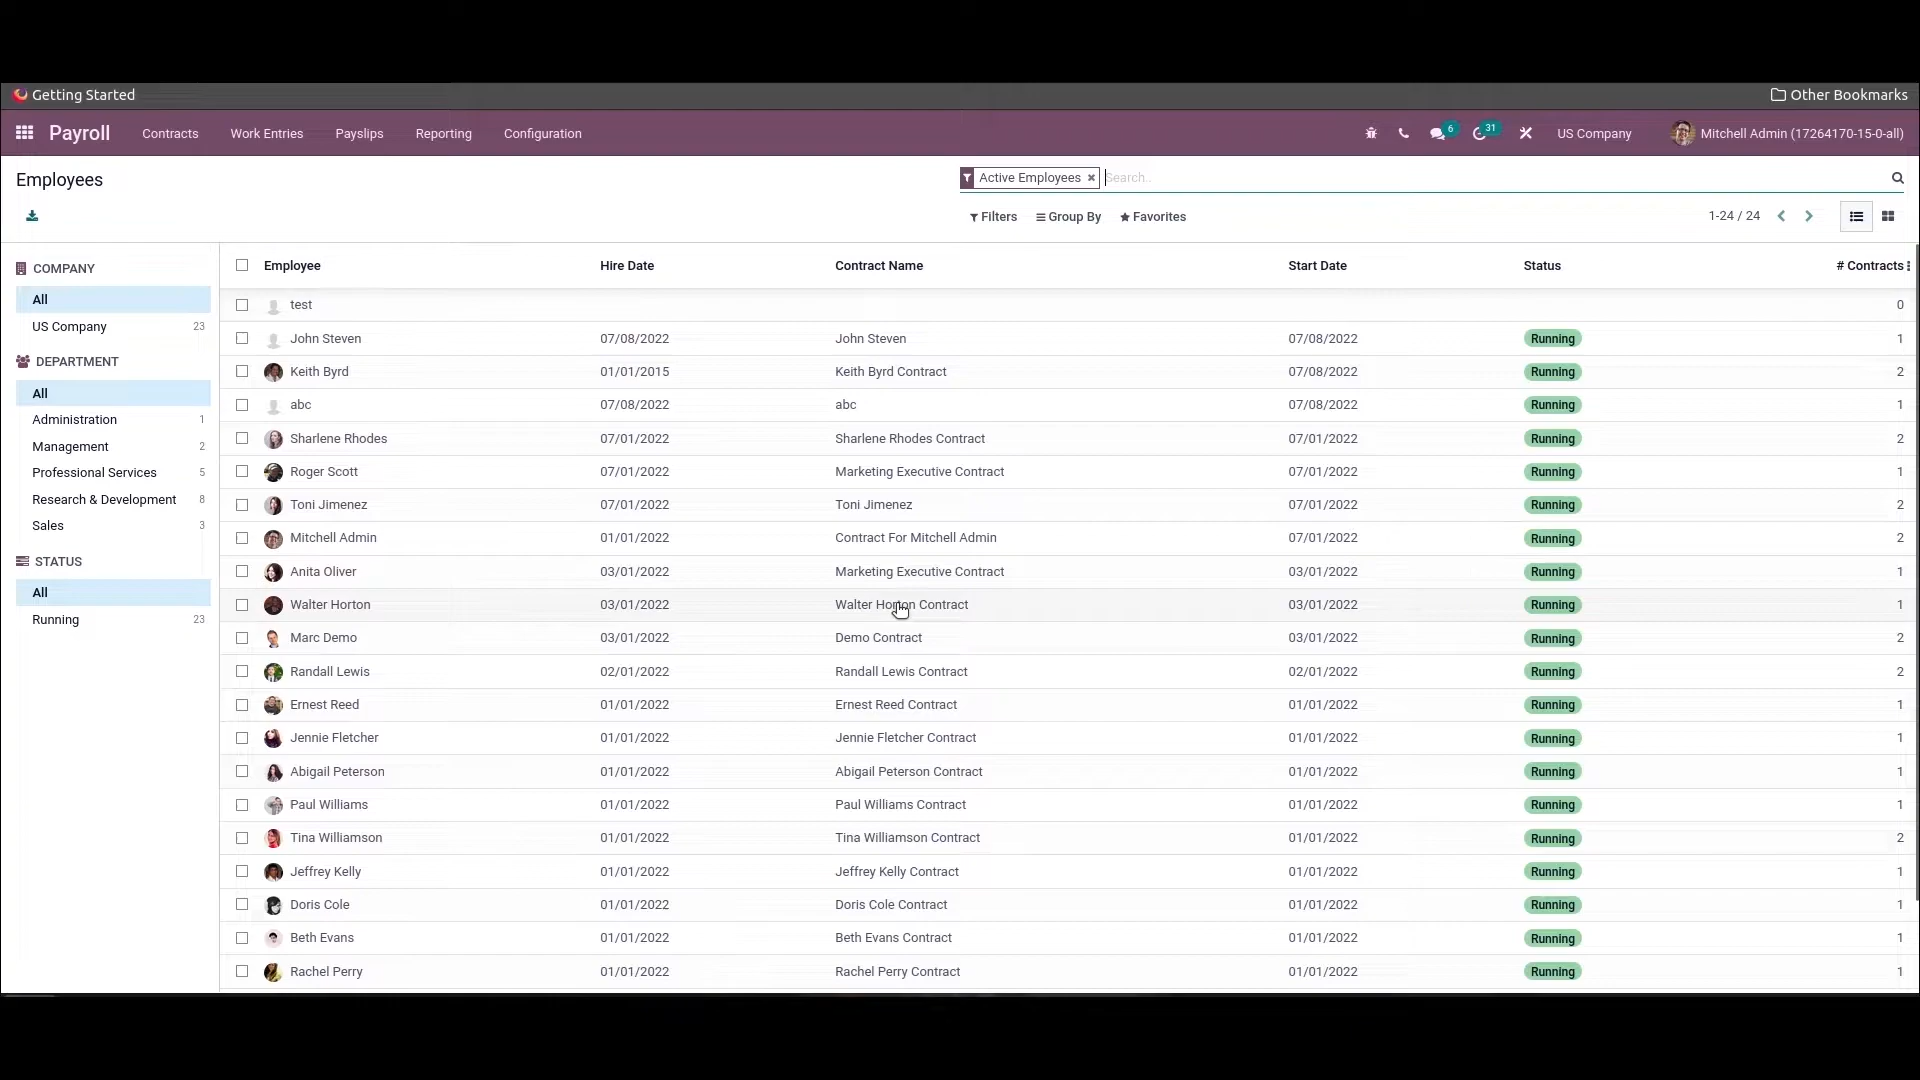 Getting Started Other Bookmarks
Payroll Contracts Work Entries Payslips Reporting Configuration 6 31 US Company Mitchell Admin (17264170-15-0-all)
Employees Active Employees Search...
Filters Group By Favorites 1-24 / 24
COMPANY
All
US Company 23
DEPARTMENT
All
Administration 1
Management 2
Professional Services 5
Research & Development 8
Sales 3
STATUS
All
Running 23
Employee Hire Date Contract Name Start Date Status # Contracts
test 0
John Steven 07/08/2022 John Steven 07/08/2022 Running 1
Keith Byrd 01/01/2015 Keith Byrd Contract 07/08/2022 Running 2
abc 07/08/2022 abc 07/08/2022 Running 1
Sharlene Rhodes 07/01/2022 Sharlene Rhodes Contract 07/01/2022 Running 2
Roger Scott 07/01/2022 Marketing Executive Contract 07/01/2022 Running 1
Toni Jimenez 07/01/2022 Toni Jimenez 07/01/2022 Running 2
Mitchell Admin 01/01/2022 Contract For Mitchell Admin 07/01/2022 Running 2
Anita Oliver 03/01/2022 Marketing Executive Contract 03/01/2022 Running 1
Walter Horton 03/01/2022 Walter Horton Contract 03/01/2022 Running 1
Marc Demo 03/01/2022 Demo Contract 03/01/2022 Running 2
Randall Lewis 02/01/2022 Randall Lewis Contract 02/01/2022 Running 2
Ernest Reed 01/01/2022 Ernest Reed Contract 01/01/2022 Running 1
Jennie Fletcher 01/01/2022 Jennie Fletcher Contract 01/01/2022 Running 1
Abigail Peterson 01/01/2022 Abigail Peterson Contract 01/01/2022 Running 1
Paul Williams 01/01/2022 Paul Williams Contract 01/01/2022 Running 1
Tina Williamson 01/01/2022 Tina Williamson Contract 01/01/2022 Running 2
Jeffrey Kelly 01/01/2022 Jeffrey Kelly Contract 01/01/2022 Running 1
Doris Cole 01/01/2022 Doris Cole Contract 01/01/2022 Running 1
Beth Evans 01/01/2022 Beth Evans Contract 01/01/2022 Running 1
Rachel Perry 01/01/2022 Rachel Perry Contract 01/01/2022 Running 1